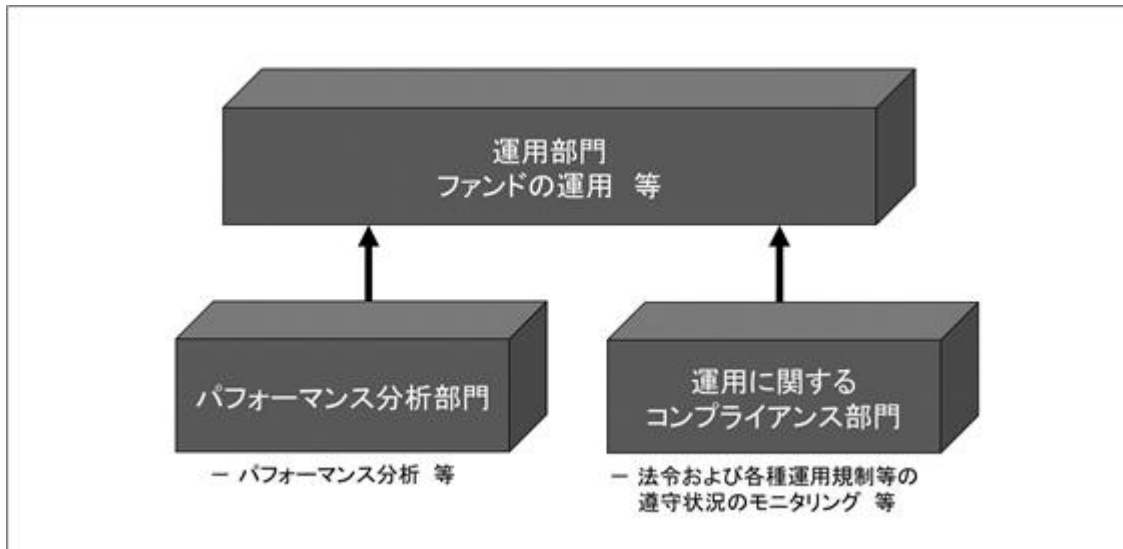 運用部門
ファンドの運用 等
パフォーマンス分析部門
－ パフォーマンス分析 等
運用に関する
コンプライアンス部門
－ 法令および各種運用規制等の
遵守状況のモニタリング 等